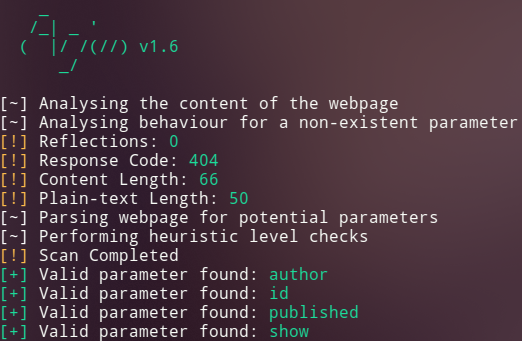 _
   /_| _ '
  (  |/ /(//) v1.6
      _/
[~] Analysing the content of the webpage
[~] Analysing behaviour for a non-existent parameter
[!] Reflections: 0
[!] Response Code: 404
[!] Content Length: 66
[!] Plain-text Length: 50
[~] Parsing webpage for potential parameters
[~] Performing heuristic level checks
[!] Scan Completed
[+] Valid parameter found: author
[+] Valid parameter found: id
[+] Valid parameter found: published
[+] Valid parameter found: show